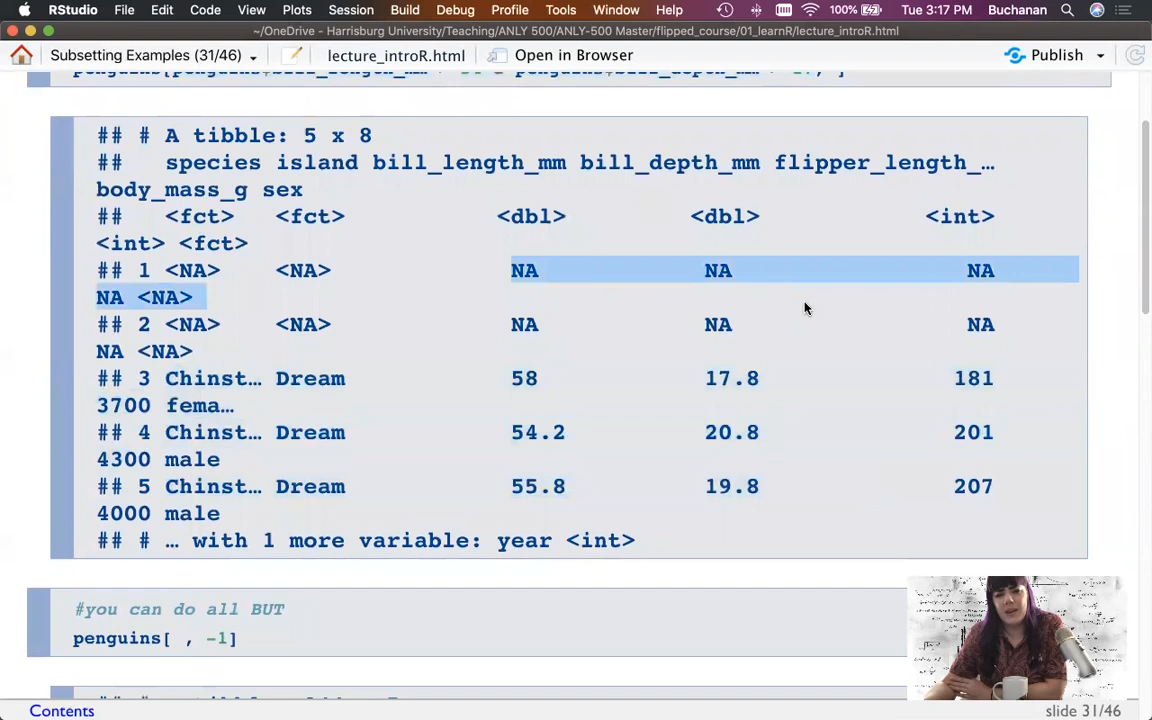 RStudio File Edit Code View Plots Session Build Debug Profile Tools Window Help 100% Tue 3:17 PM Buchanan
~/OneDrive - Harrisburg University/Teaching/ANLY 500/ANLY-500 Master/flipped_course/01_learnR/lecture_introR.html
Subsetting Examples (31/46) lecture_introR.html Open in Browser Publish
## # A tibble: 5 x 8
## species island bill_length_mm bill_depth_mm flipper_length_…
body_mass_g sex
## <fct> <fct> <dbl> <dbl> <int>
<int> <fct>
## 1 <NA> <NA> NA NA NA
NA <NA>
## 2 <NA> <NA> NA NA NA
NA <NA>
## 3 Chinst… Dream 58 17.8 181
3700 fema…
## 4 Chinst… Dream 54.2 20.8 201
4300 male
## 5 Chinst… Dream 55.8 19.8 207
4000 male
## # … with 1 more variable: year <int>
#you can do all BUT
penguins[ , -1]
Contents
slide 31/46